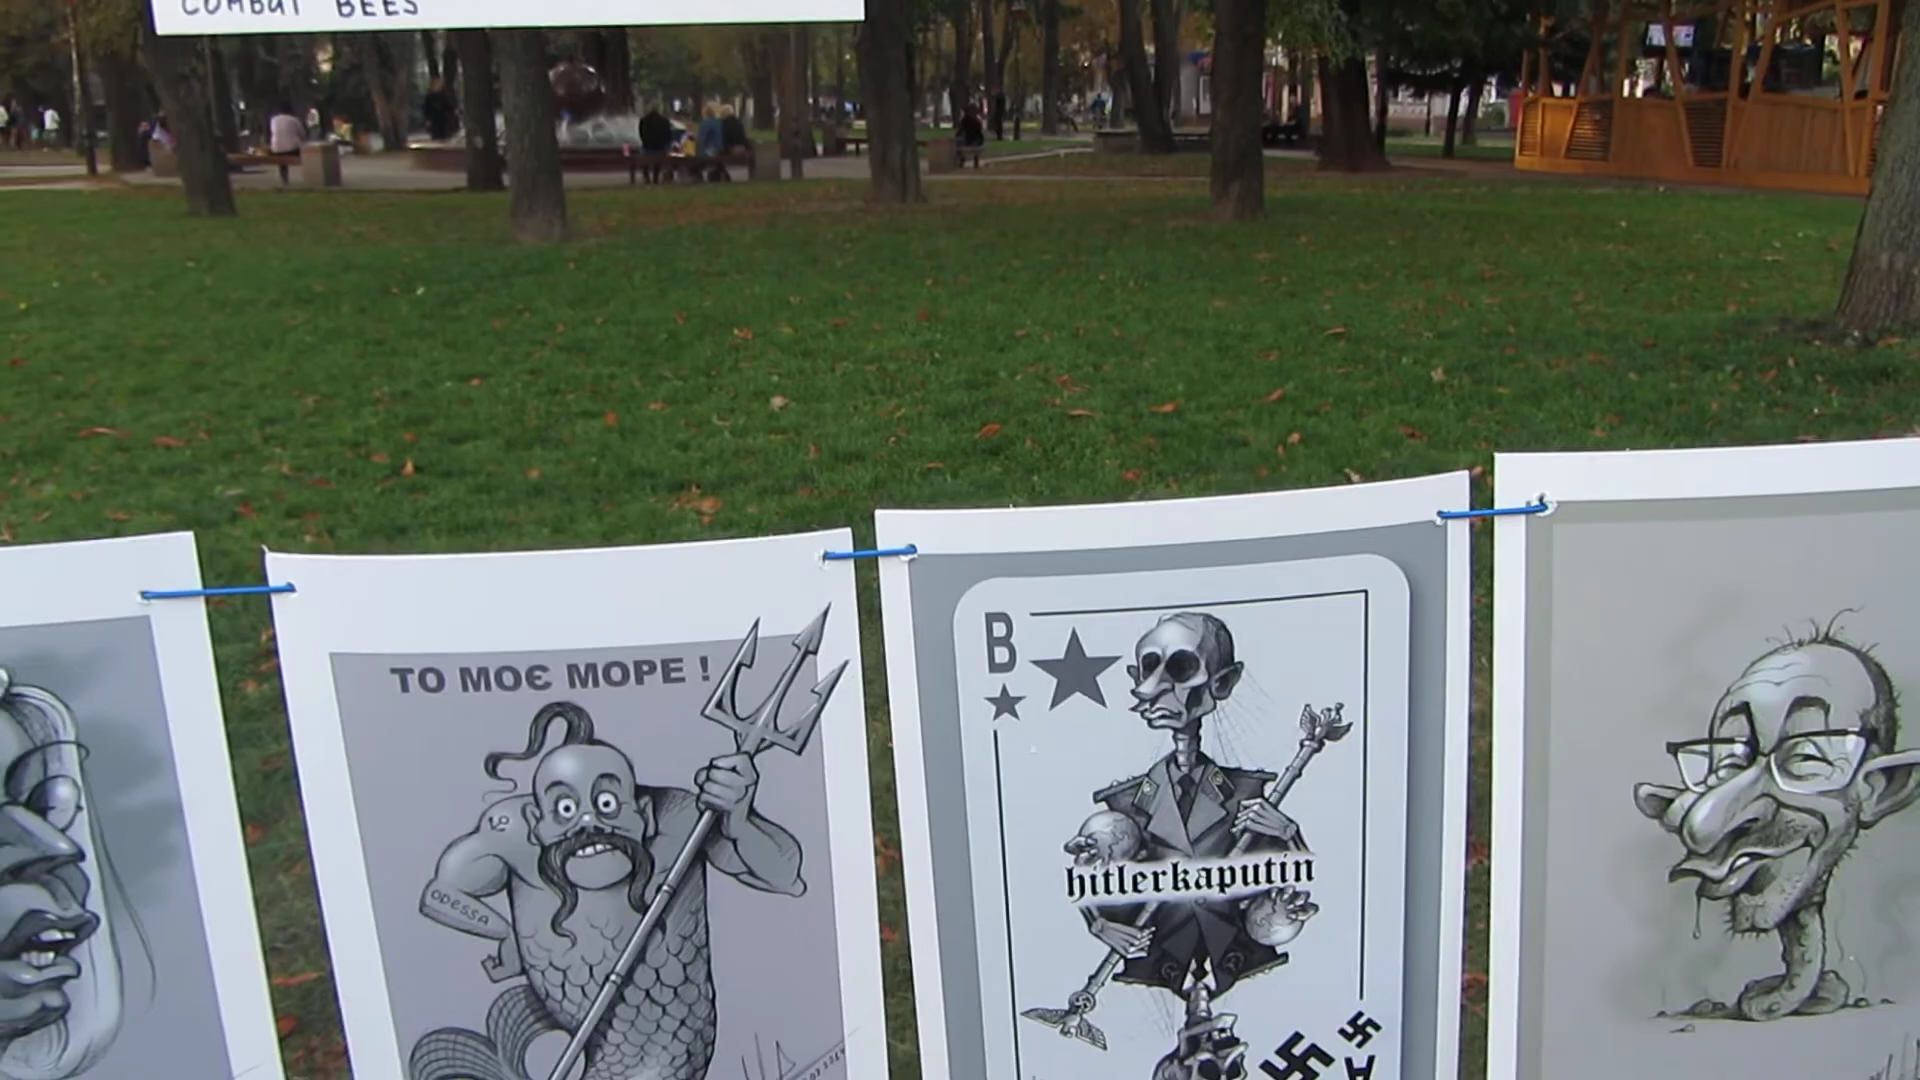 COMBAT BEES
ТО МОЄ МОРЕ !
ODESSA
B
hitlerkaputin
A